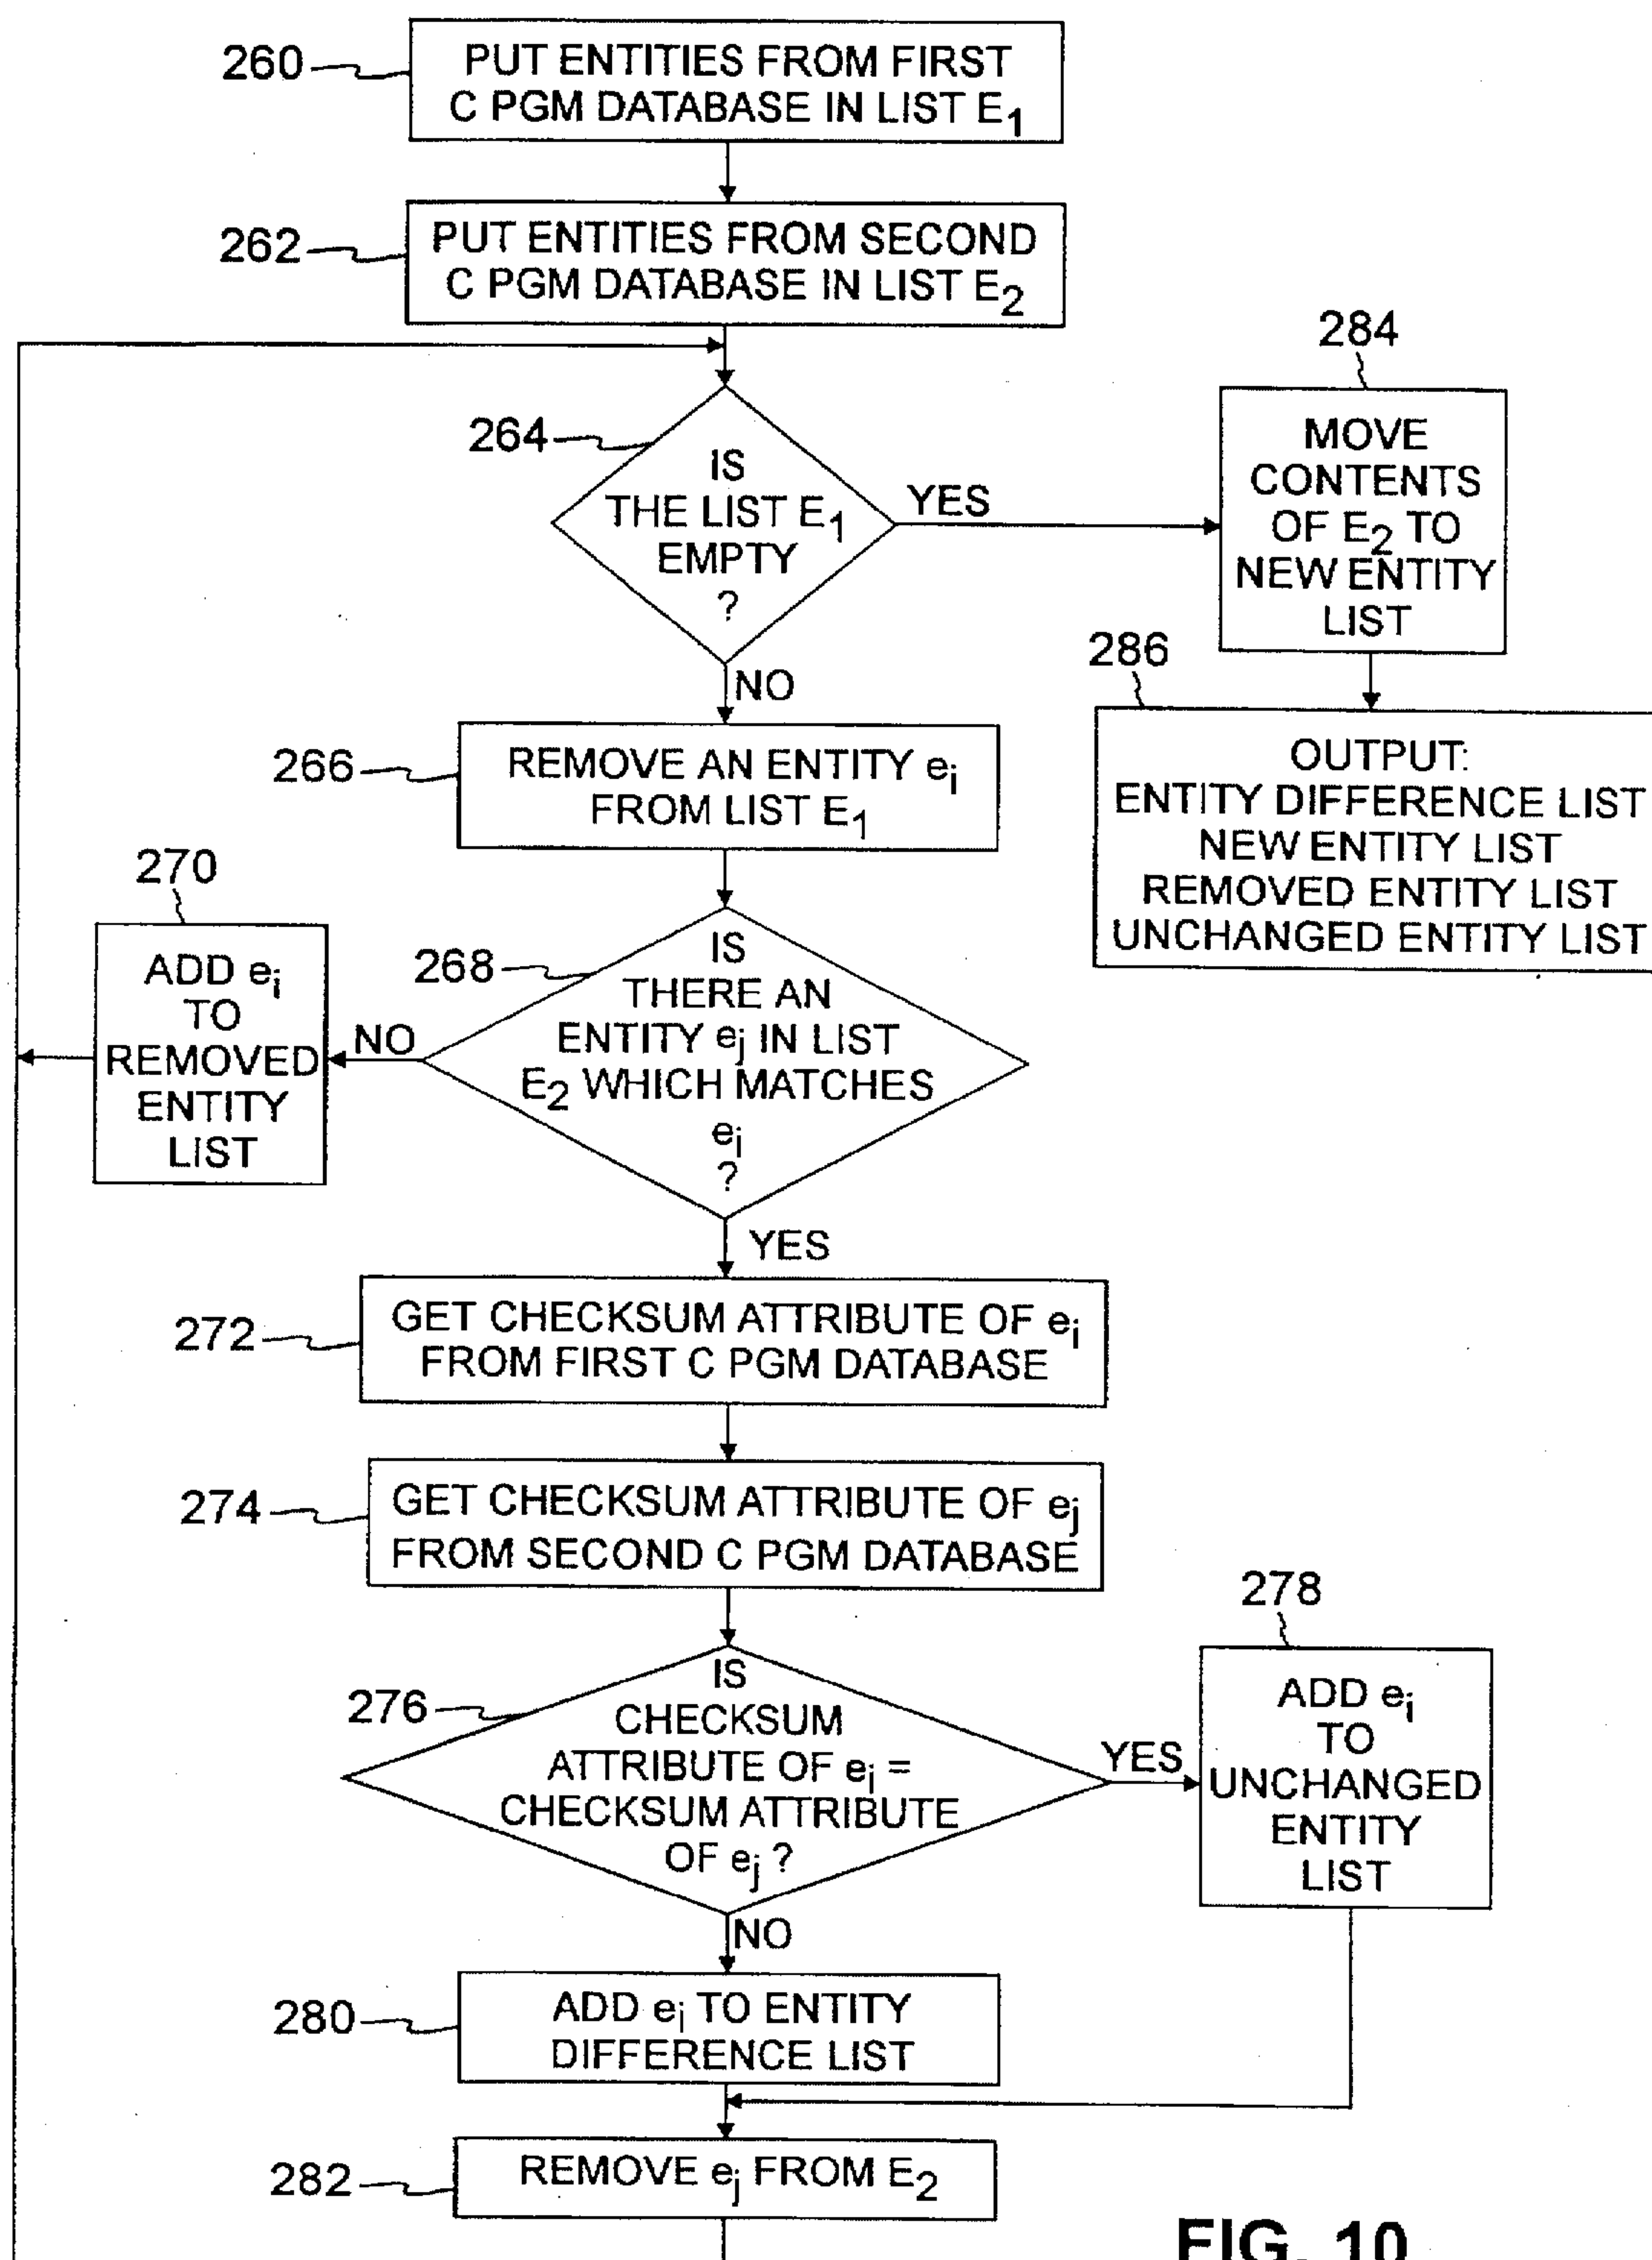 260
PUT ENTITIES FROM FIRST
C PGM DATABASE IN LIST E1
262
PUT ENTITIES FROM SECOND
C PGM DATABASE IN LIST E2
264
IS
THE LIST E1
EMPTY
?
YES
NO
284
MOVE
CONTENTS
OF E2 TO
NEW ENTITY
LIST
286
OUTPUT:
ENTITY DIFFERENCE LIST
NEW ENTITY LIST
REMOVED ENTITY LIST
UNCHANGED ENTITY LIST
266
REMOVE AN ENTITY ei
FROM LIST E1
268
IS
THERE AN
ENTITY ej IN LIST
E2 WHICH MATCHES
ei
?
NO
YES
270
ADD ei
TO
REMOVED
ENTITY
LIST
272
GET CHECKSUM ATTRIBUTE OF ei
FROM FIRST C PGM DATABASE
274
GET CHECKSUM ATTRIBUTE OF ej
FROM SECOND C PGM DATABASE
276
IS
CHECKSUM
ATTRIBUTE OF ei =
CHECKSUM ATTRIBUTE
OF ej ?
YES
NO
278
ADD ei
TO
UNCHANGED
ENTITY
LIST
280
ADD ei TO ENTITY
DIFFERENCE LIST
282
REMOVE ej FROM E2
FIG. 10